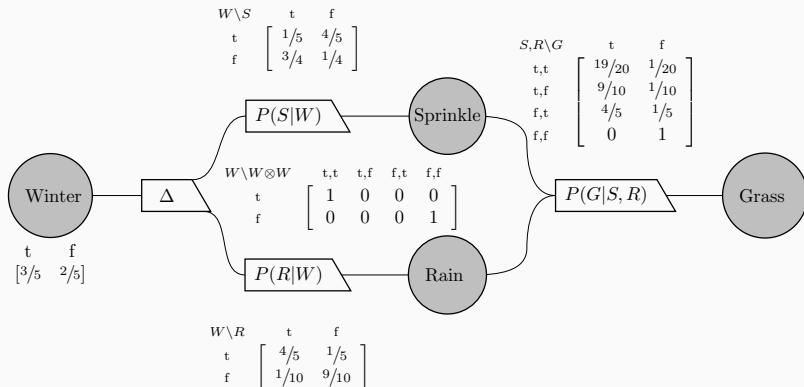 W\S t f
t [ 1/5 4/5 ]
f [ 3/4 1/4 ]
S,R\G t f
t,t [ 19/20 1/20 ]
t,f [ 9/10 1/10 ]
f,t [ 4/5 1/5 ]
f,f [ 0 1 ]
P(S|W)
Sprinkle
W\W⊗W t,t t,f f,t f,f
t [ 1 0 0 0 ]
f [ 0 0 0 1 ]
Winter
Δ
P(G|S, R)
Grass
t f
[3/5 2/5]
P(R|W)
Rain
W\R t f
t [ 4/5 1/5 ]
f [ 1/10 9/10 ]